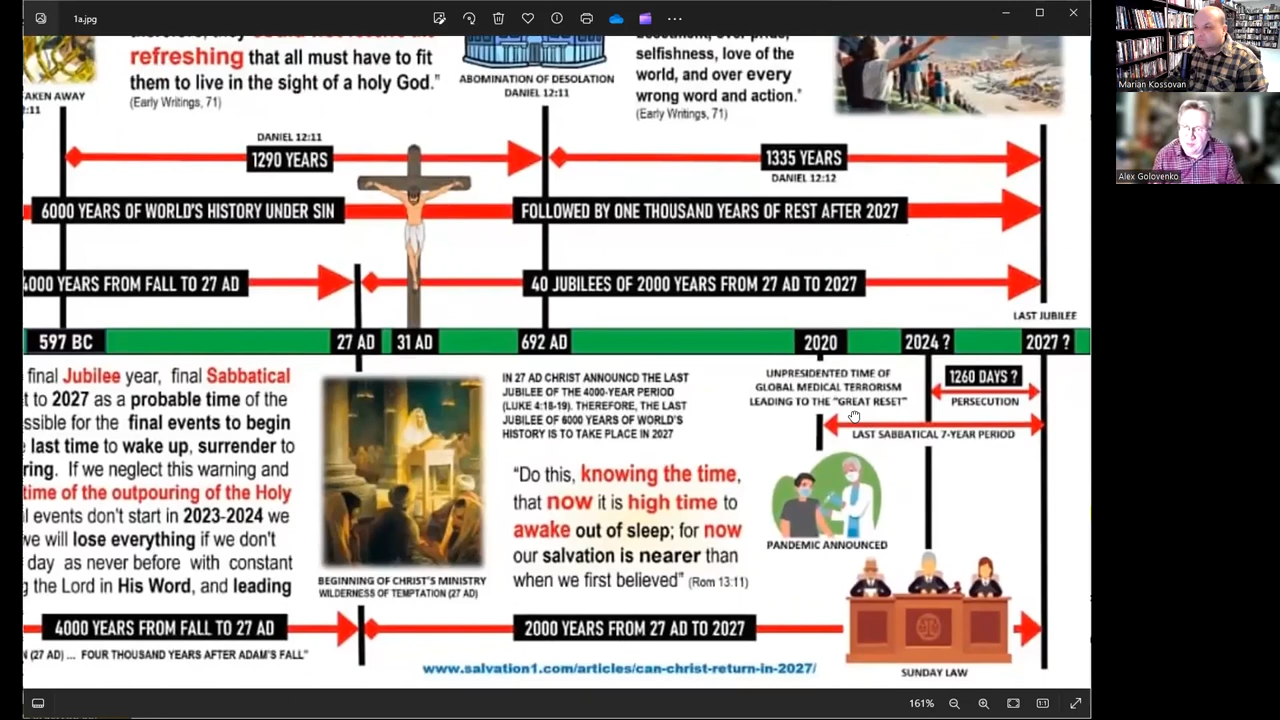 1a.jpg
refreshing that all must have to fit
them to live in the sight of a holy God."
(Early Writings, 71)
AKEN AWAY
2:11
ABOMINATION OF DESOLATION
DANIEL 12:11
selfishness, love of the
world, and over every
wrong word and action."
(Early Writings, 71)
Marian Kossovan
Alex Golovenko
DANIEL 12:11
1290 YEARS
1335 YEARS
DANIEL 12:12
6000 YEARS OF WORLD'S HISTORY UNDER SIN
FOLLOWED BY ONE THOUSAND YEARS OF REST AFTER 2027
4000 YEARS FROM FALL TO 27 AD
40 JUBILEES OF 2000 YEARS FROM 27 AD TO 2027
LAST JUBILEE
597 BC
27 AD
31 AD
692 AD
2020
2024 ?
2027 ?
final Jubilee year, final Sabbatical
t to 2027 as a probable time of the
ssible for the final events to begin
last time to wake up, surrender to
ring. If we neglect this warning and
time of the outpouring of the Holy
l events don't start in 2023-2024 we
we will lose everything if we don't
day as never before with constant
g the Lord in His Word, and leading
BEGINNING OF CHRIST'S MINISTRY
WILDERNESS OF TEMPTATION (27 AD)
IN 27 AD CHRIST ANNOUNCD THE LAST
JUBILEE OF THE 4000-YEAR PERIOD
(LUKE 4:18-19). THEREFORE, THE LAST
JUBILEE OF 6000 YEARS OF WORLD'S
HISTORY IS TO TAKE PLACE IN 2027
"Do this, knowing the time,
that now it is high time to
awake out of sleep; for now
our salvation is nearer than
when we first believed" (Rom 13:11)
UNPRESIDENTED TIME OF
GLOBAL MEDICAL TERRORISM
LEADING TO THE "GREAT RESET"
1260 DAYS ?
PERSECUTION
LAST SABBATICAL 7-YEAR PERIOD
PANDEMIC ANNOUNCED
SUNDAY LAW
4000 YEARS FROM FALL TO 27 AD
2000 YEARS FROM 27 AD TO 2027
(27 AD) ... FOUR THOUSAND YEARS AFTER ADAM'S FALL"
www.salvation1.com/articles/can-christ-return-in-2027/
161%